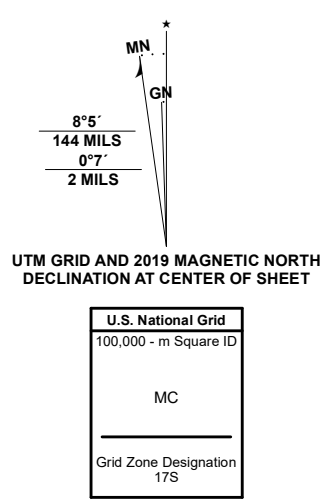 ★
MN
GN
8°5´
144 MILS
0°7´
2 MILS
UTM GRID AND 2019 MAGNETIC NORTH
DECLINATION AT CENTER OF SHEET
U.S. National Grid
100,000 - m Square ID
MC
Grid Zone Designation
17S